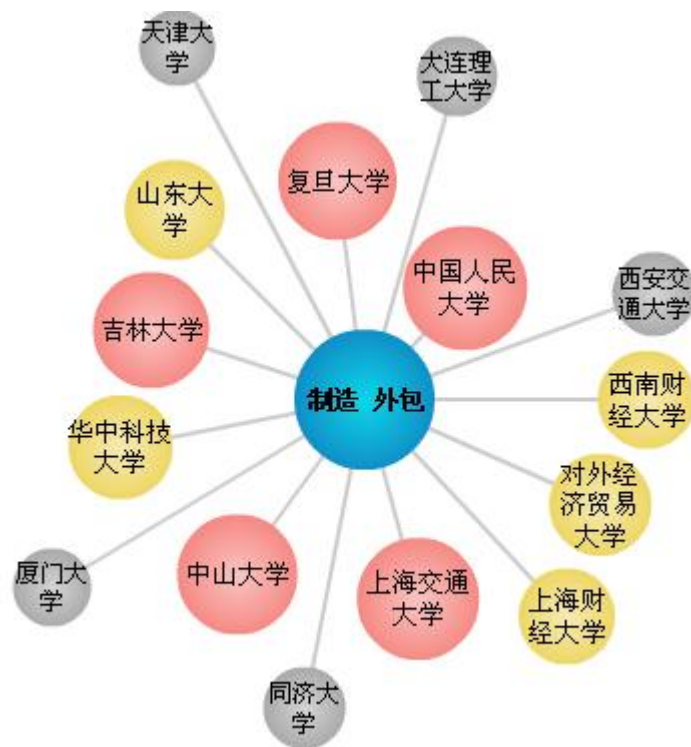 天津大
学
大连理
工大学
复旦大学
山东大
学
中国人民
大学
西安交
通大学
吉林大学
制造 外包
西南财
经大学
华中科技
大学
对外经
济贸易
大学
厦门大
学
中山大学
上海交通
大学
上海财
经大学
同济大
学